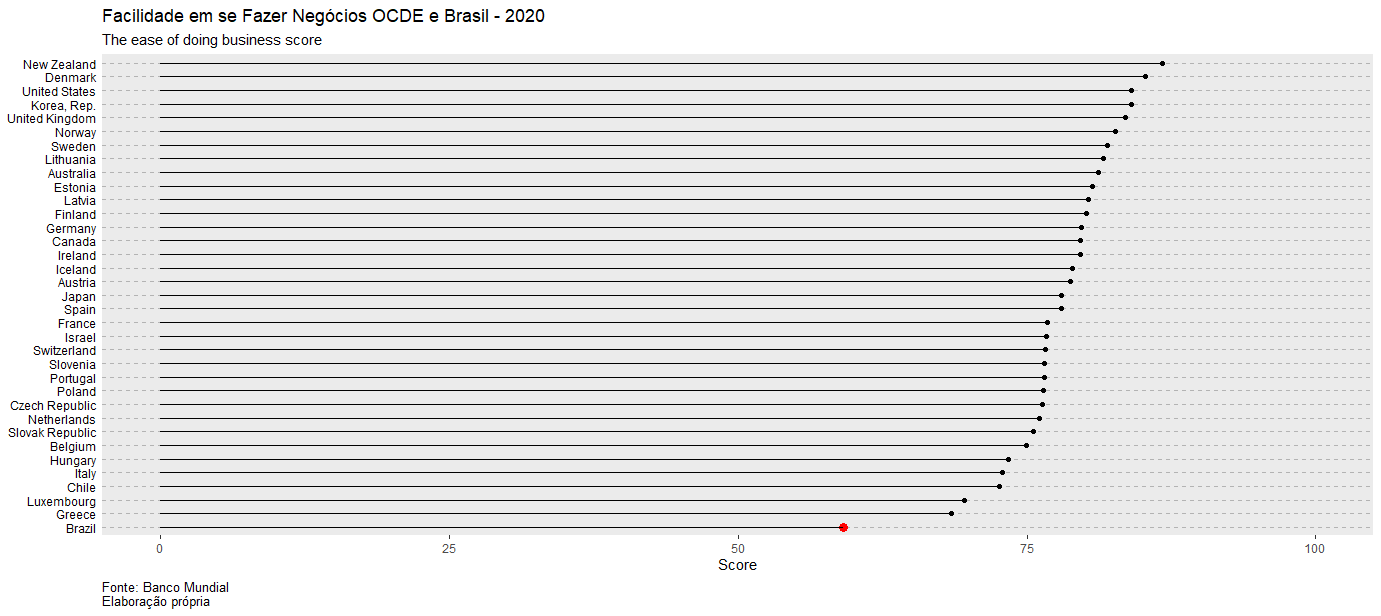 Facilidade em se Fazer Negócios OCDE e Brasil - 2020
The ease of doing business score
New Zealand
Denmark
United States
Korea, Rep.
United Kingdom
Norway
Sweden
Lithuania
Australia
Estonia
Latvia
Finland
Germany
Canada
Ireland
Iceland
Austria
Japan
Spain
France
Israel
Switzerland
Slovenia
Portugal
Poland
Czech Republic
Netherlands
Slovak Republic
Belgium
Hungary
Italy
Chile
Luxembourg
Greece
Brazil
0 25 50 75 100
Score
Fonte: Banco Mundial
Elaboração própria